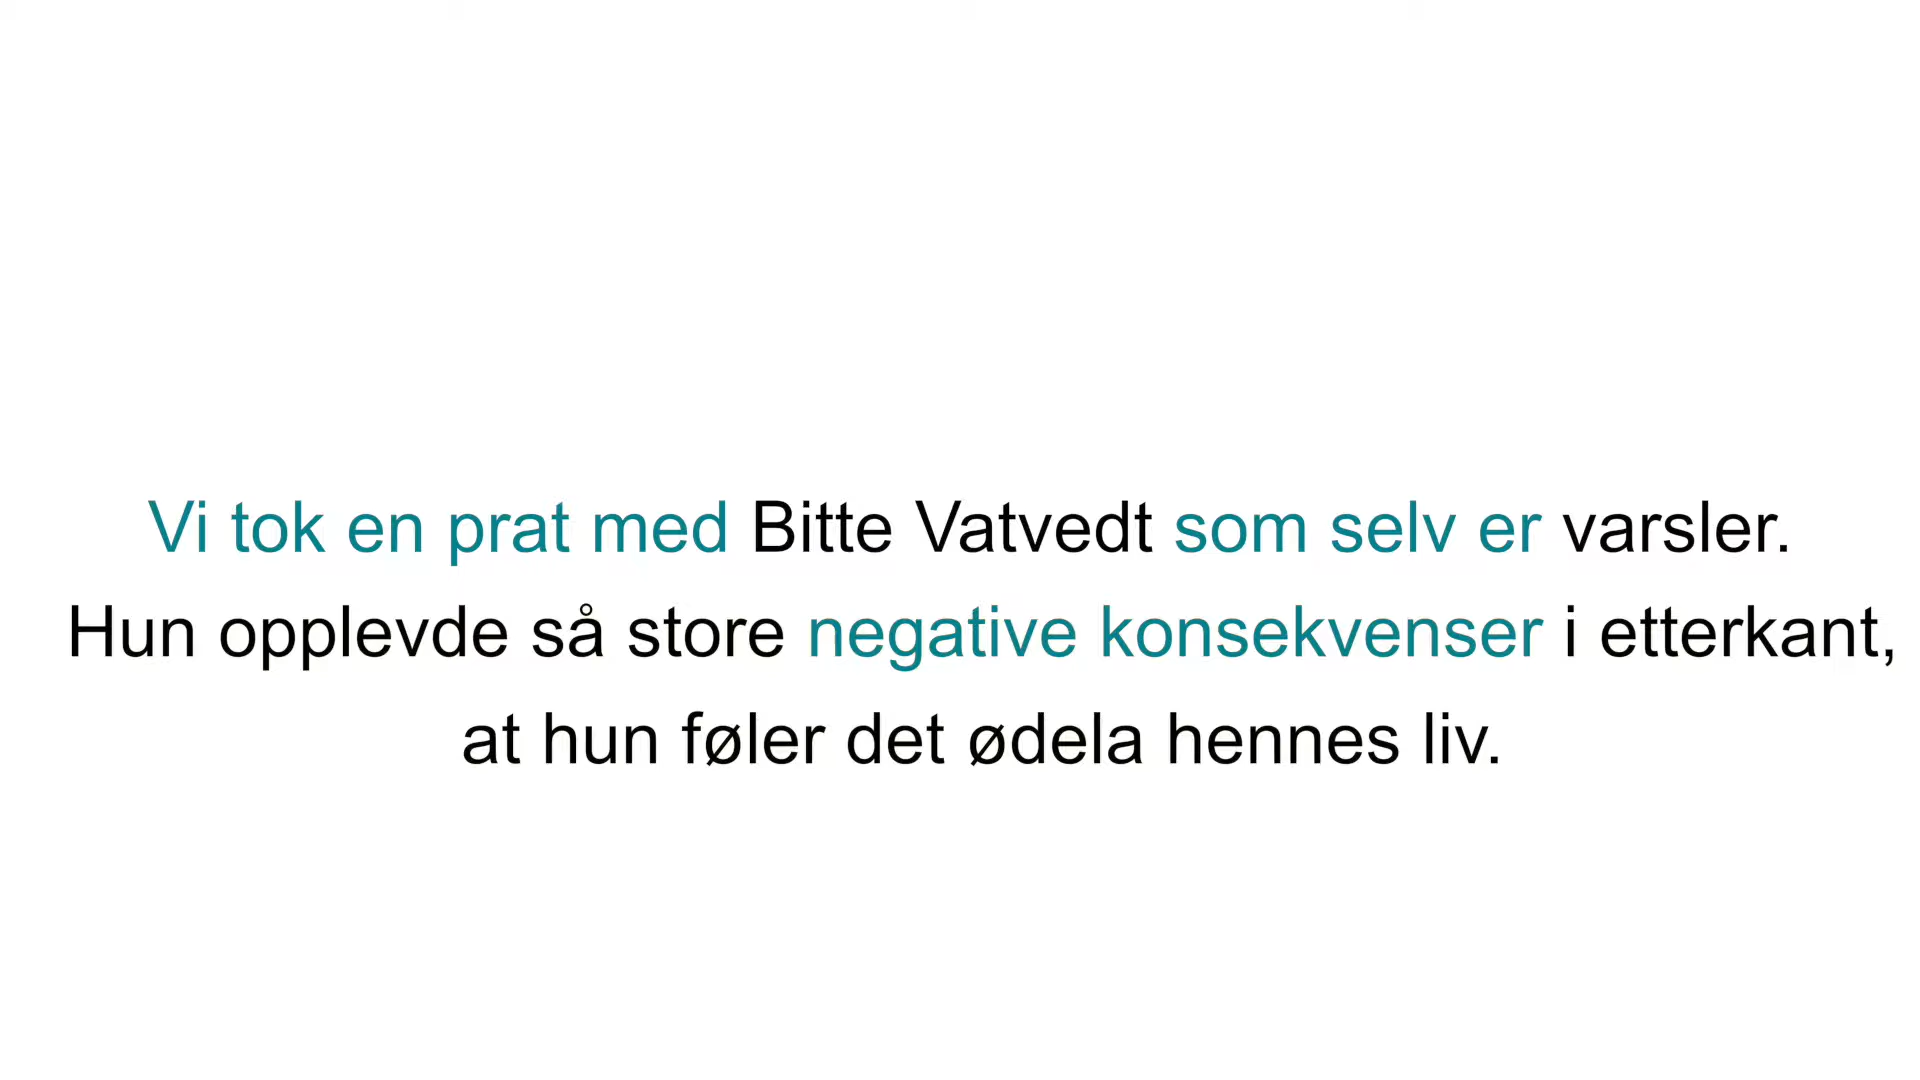 Vi tok en prat med Bitte Vatvedt som selv er varsler.
Hun opplevde så store negative konsekvenser i etterkant,
at hun føler det ødela hennes liv.